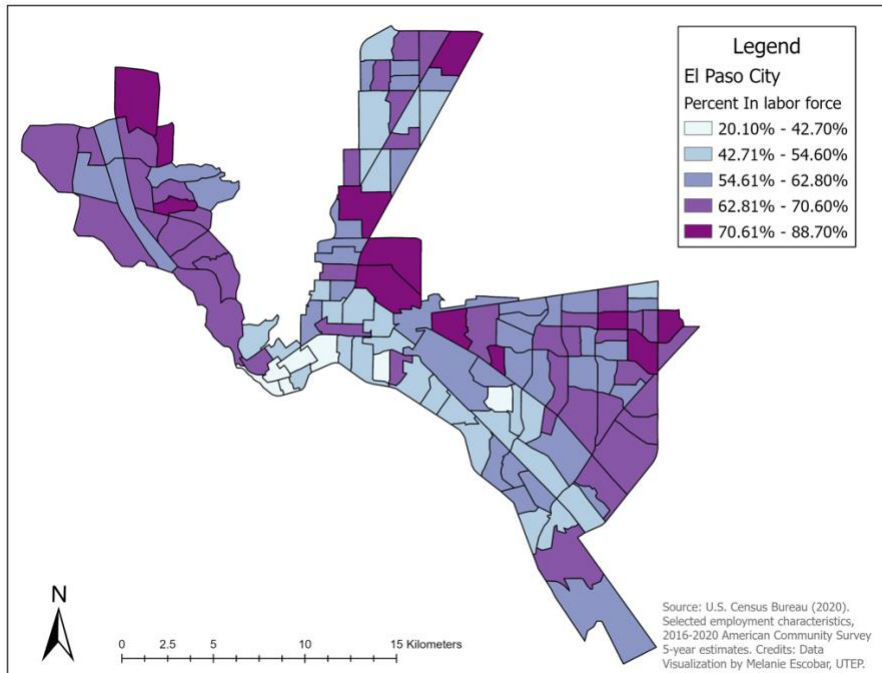 Legend
El Paso City
Percent In labor force
20.10% - 42.70%
42.71% - 54.60%
54.61% - 62.80%
62.81% - 70.60%
70.61% - 88.70%
N
0 2.5 5 10 15 Kilometers
Source: U.S. Census Bureau (2020).
Selected employment characteristics,
2016-2020 American Community Survey
5-year estimates. Credits: Data
Visualization by Melanie Escobar, UTEP.